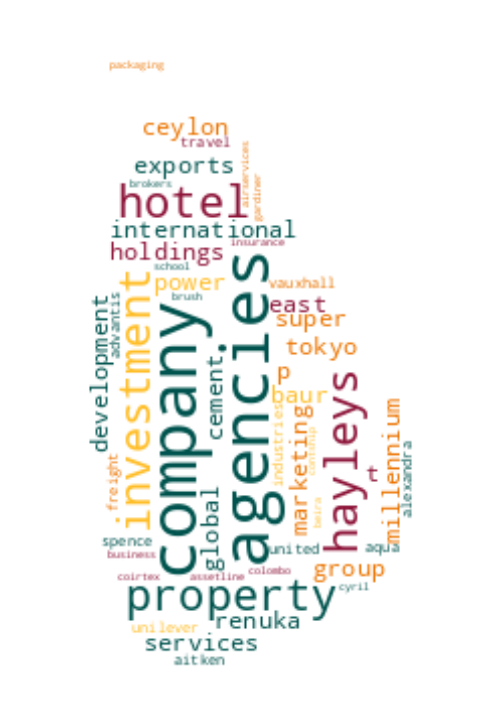 packaging
ceylon
travel
airservices
exports
brokers
gardiner
hotel
international
holdings
insurance
school
power
brush
vauxhall
east
super
tokyo
development
advantis
investment
company
agencies
cement
p
baur
industries
marketing
hayleys
millennium
rt
alexandra
freight
global
beira
spence
business
united
aqua
group
coirtex
assetline
colombo
cyril
property
renuka
unilever
services
aitken